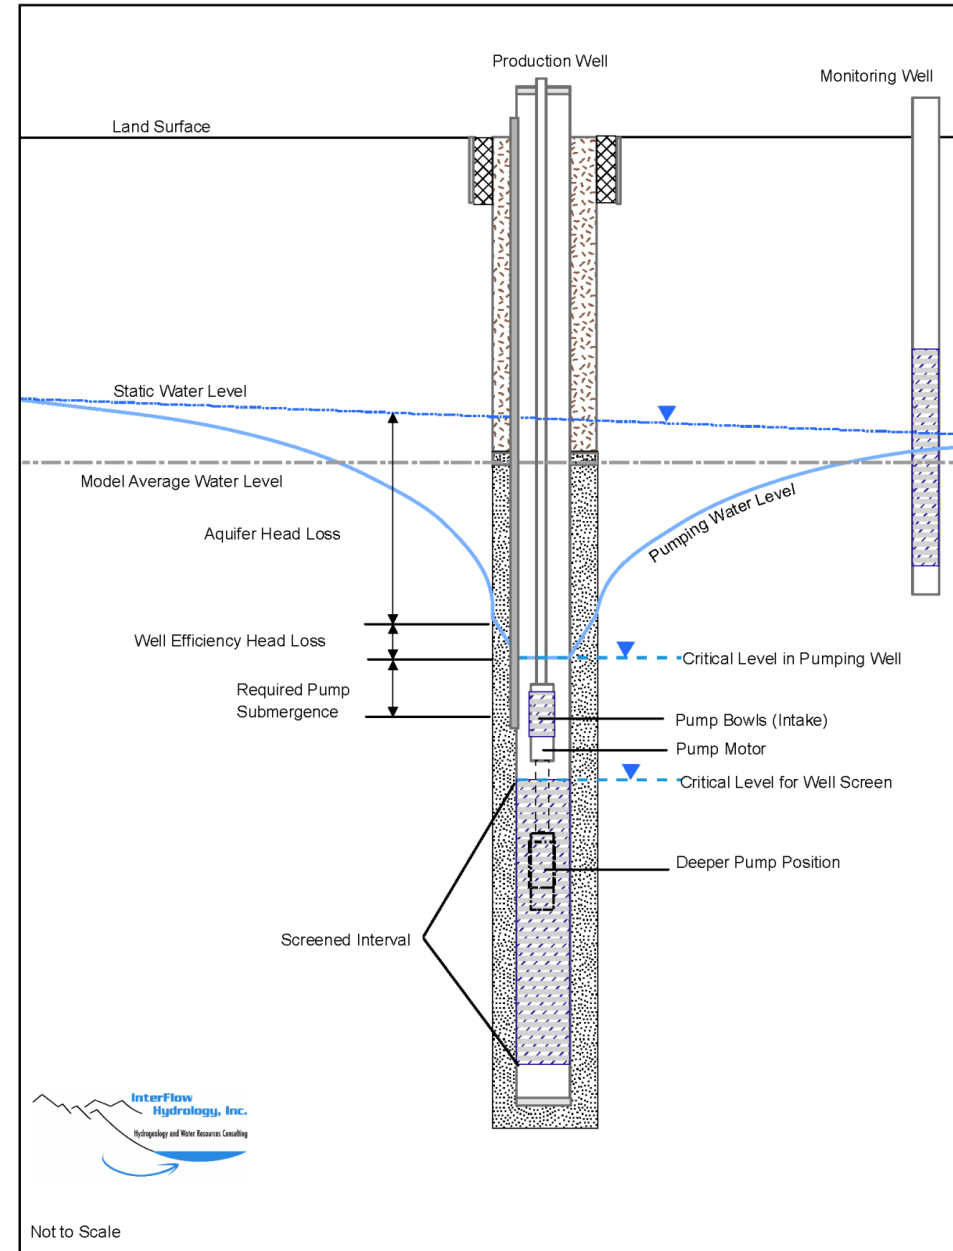 Production Well
Monitoring Well
Land Surface
Static Water Level
Model Average Water Level
Pumping Water Level
Aquifer Head Loss
Well Efficiency Head Loss
Critical Level in Pumping Well
Required Pump
Submergence
Pump Bowls (Intake)
Pump Motor
Critical Level for Well Screen
Deeper Pump Position
Screened Interval
InterFlow
Hydrology, Inc.
Hydrogeology and Water Resources Consulting
Not to Scale